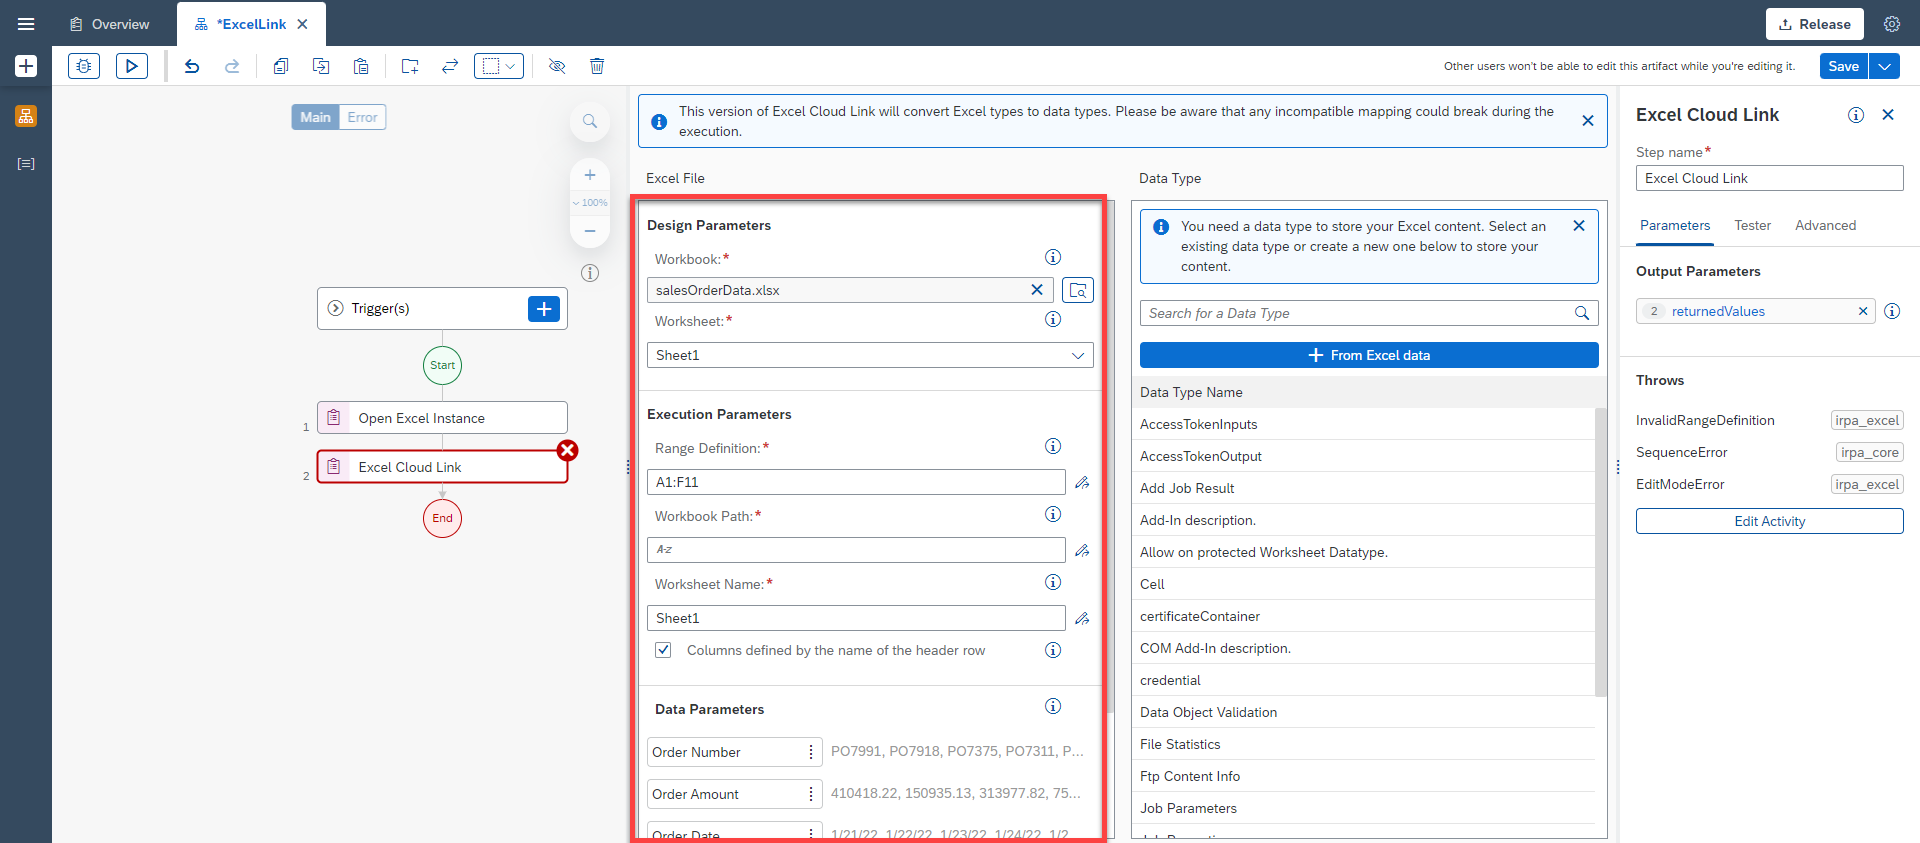 Overview
*ExcelLink
Release
Other users won't be able to edit this artifact while you're editing it.
Save
Main
Error
100%
Trigger(s)
Start
1
Open Excel Instance
2
Excel Cloud Link
End
This version of Excel Cloud Link will convert Excel types to data types. Please be aware that any incompatible mapping could break during the
execution.
Excel File
Design Parameters
Workbook:*
salesOrderData.xlsx
Worksheet:*
Sheet1
Execution Parameters
Range Definition:*
A1:F11
Workbook Path:*
A-z
Worksheet Name:*
Sheet1
Columns defined by the name of the header row
Data Parameters
Order Number
PO7991, PO7918, PO7375, PO7311, P...
Order Amount
410418.22, 150935.13, 313977.82, 75...
Order Date
1/21/22, 1/22/22, 1/23/22, 1/24/22, 1/2
Data Type
You need a data type to store your Excel content. Select an
existing data type or create a new one below to store your
content.
Search for a Data Type
From Excel data
Data Type Name
AccessTokenInputs
AccessTokenOutput
Add Job Result
Add-In description.
Allow on protected Worksheet Datatype.
Cell
certificateContainer
COM Add-In description.
credential
Data Object Validation
File Statistics
Ftp Content Info
Job Parameters
Excel Cloud Link
Step name*
Excel Cloud Link
Parameters
Tester
Advanced
Output Parameters
2 returnedValues
Throws
InvalidRangeDefinition
irpa_excel
SequenceError
irpa_core
EditModeError
irpa_excel
Edit Activity